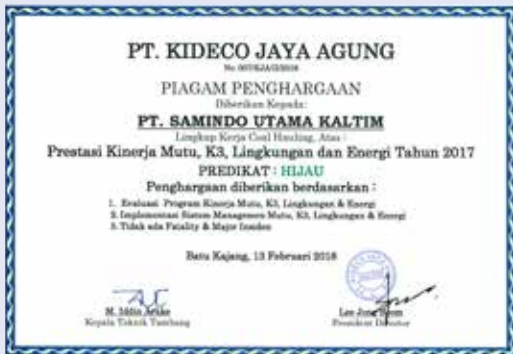 PT. KIDECO JAYA AGUNG
PIAGAM PENGHARGAAN
Diberikan Kepada:
PT. SAMINDO UTAMA KALTIM
Lingkup Kerja Coal Hauling, Atas :
Prestasi Kinerja Mutu, K3, Lingkungan dan Energi Tahun 2017
PREDIKAT : HIJAU
Penghargaan diberikan berdasarkan :
1. Evaluasi Program Kinerja Mutu, K3, Lingkungan & Energi
2. Implementasi Sistem Manajemen Mutu, K3, Lingkungan & Energi
3. Tidak ada Fatality & Major Insiden
Batu Kajang, 13 Februari 2018
M. Iddin
Kepala Teknik Tambang
President Director